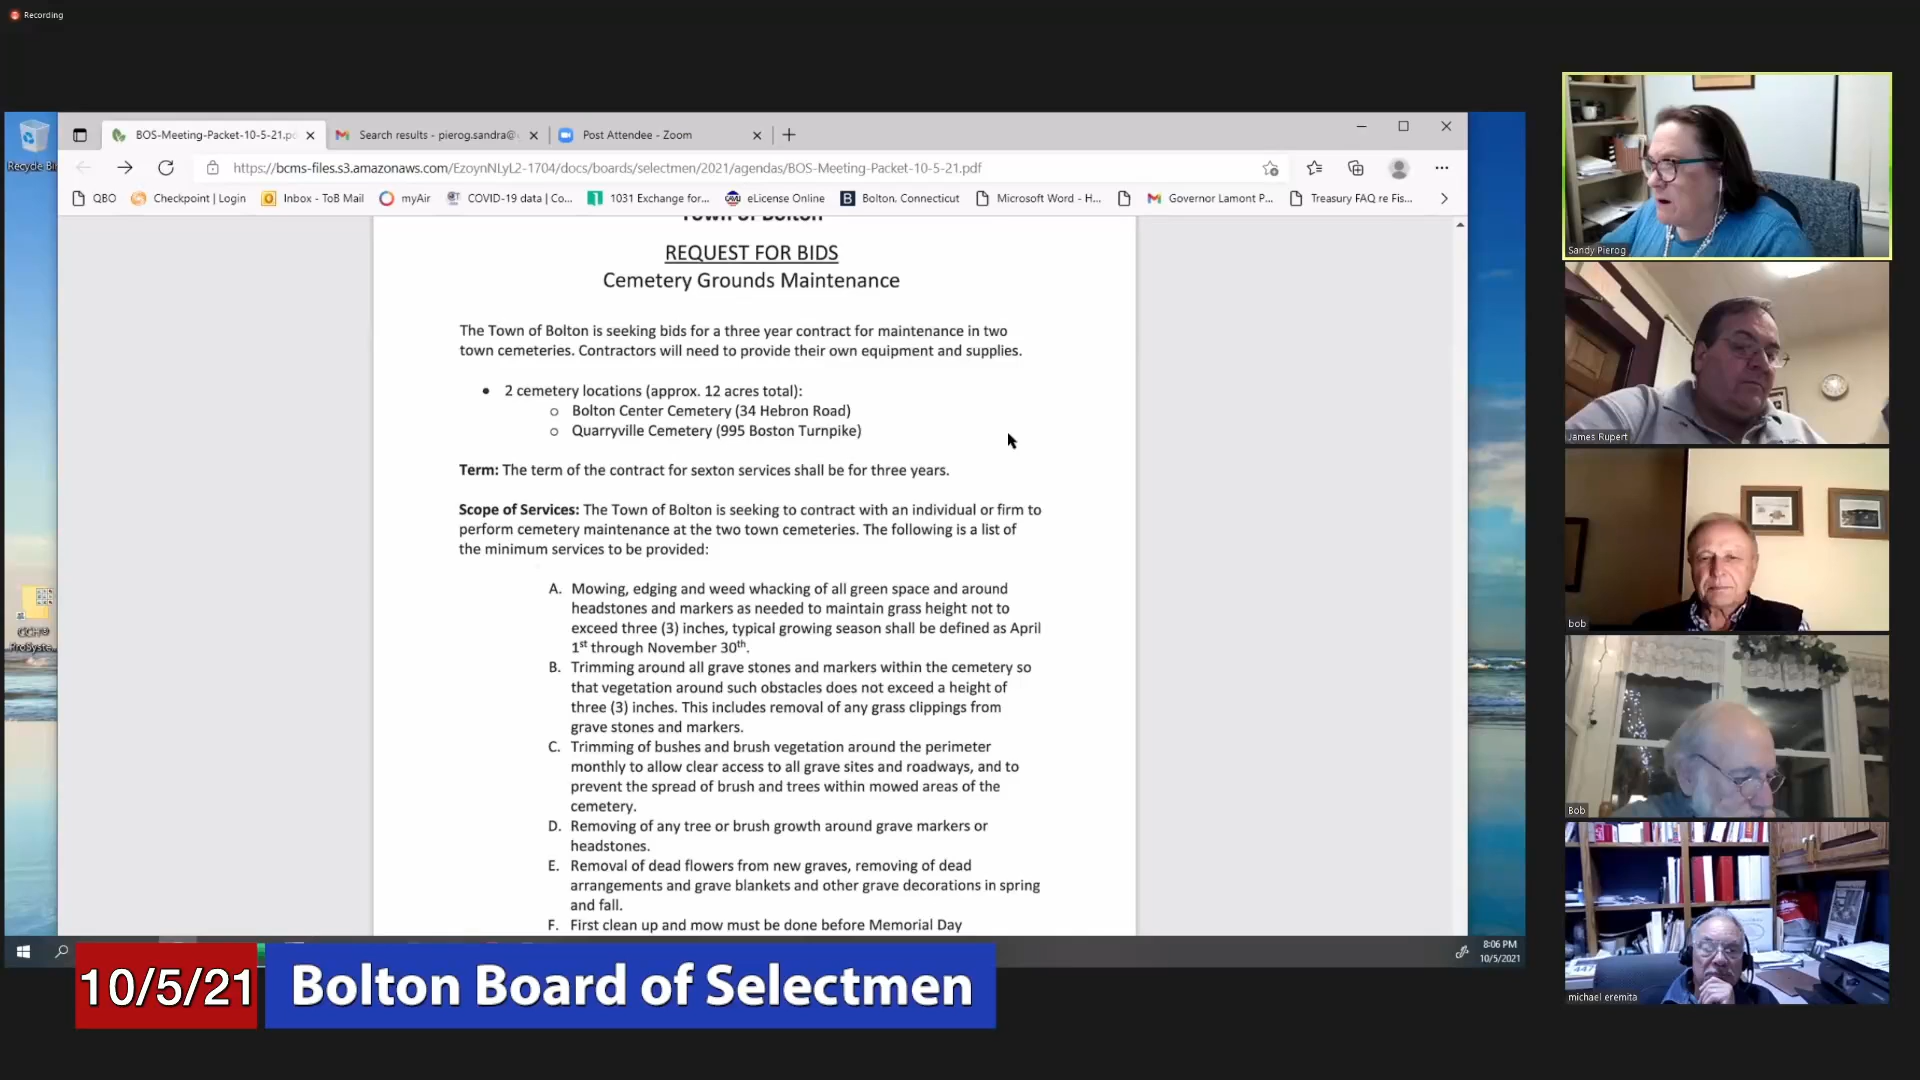 Recording
BOS-Meeting-Packet-10-5-21.pd
Search results - pierog.sandra@
Post Attendee - Zoom
https://bcms-files.s3.amazonaws.com/EzoynNLyL2-1704/docs/boards/selectmen/2021/agendas/BOS-Meeting-Packet-10-5-21.pdf
QBO
Checkpoint | Login
Inbox - ToB Mail
myAir
COVID-19 data | Co...
1031 Exchange for...
eLicense Online
Bolton, Connecticut
Microsoft Word - H...
Governor Lamont P...
Treasury FAQ re Fis...
Recycle Bi
Town of Bolton
REQUEST FOR BIDS
Cemetery Grounds Maintenance
The Town of Bolton is seeking bids for a three year contract for maintenance in two
town cemeteries. Contractors will need to provide their own equipment and supplies.
• 2 cemetery locations (approx. 12 acres total):
o Bolton Center Cemetery (34 Hebron Road)
o Quarryville Cemetery (995 Boston Turnpike)
Term: The term of the contract for sexton services shall be for three years.
Scope of Services: The Town of Bolton is seeking to contract with an individual or firm to
perform cemetery maintenance at the two town cemeteries. The following is a list of
the minimum services to be provided:
A. Mowing, edging and weed whacking of all green space and around
headstones and markers as needed to maintain grass height not to
exceed three (3) inches, typical growing season shall be defined as April
1st through November 30th.
B. Trimming around all grave stones and markers within the cemetery so
that vegetation around such obstacles does not exceed a height of
three (3) inches. This includes removal of any grass clippings from
grave stones and markers.
C. Trimming of bushes and brush vegetation around the perimeter
monthly to allow clear access to all grave sites and roadways, and to
prevent the spread of brush and trees within mowed areas of the
cemetery.
D. Removing of any tree or brush growth around grave markers or
headstones.
E. Removal of dead flowers from new graves, removing of dead
arrangements and grave blankets and other grave decorations in spring
and fall.
F. First clean up and mow must be done before Memorial Day
CCH®
ProSyste...
8:06 PM
10/5/2021
10/5/21
Bolton Board of Selectmen
Sandy Pierog
James Rupert
bob
Bob
447
michael eremita